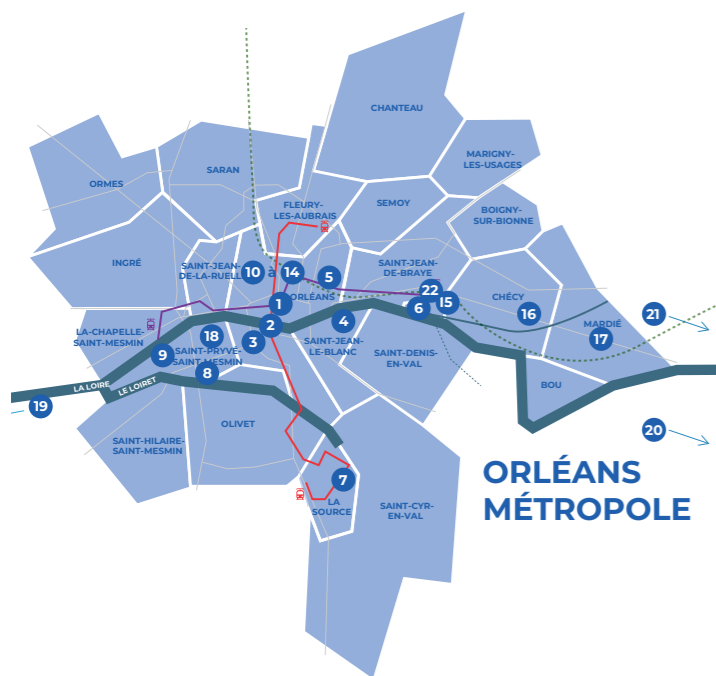 CHANTEAU
MARIGNY-
LES-USAGES
SARAN
ORMES
FLEURY-
LES-AUBRAIS
SEMOY
BOIGNY-
SUR-BIONNE
INGRÉ
SAINT-JEAN-
DE-LA-RUELLE
10 à 14
5
SAINT-JEAN-
DE-BRAYE
22
15
6
CHÉCY
16
1
ORLÉANS
2
4
3
SAINT-JEAN-
LE-BLANC
MARDIÉ
17
21
LA-CHAPELLE-
SAINT-MESMIN
18
9
SAINT-PRYVÉ-
SAINT-MESMIN
8
SAINT-DENIS-
EN-VAL
BOU
LA LOIRE
LE LOIRET
19
20
OLIVET
SAINT-HILAIRE-
SAINT-MESMIN
7
LA
SOURCE
SAINT-CYR-
EN-VAL
ORLÉANS
MÉTROPOLE